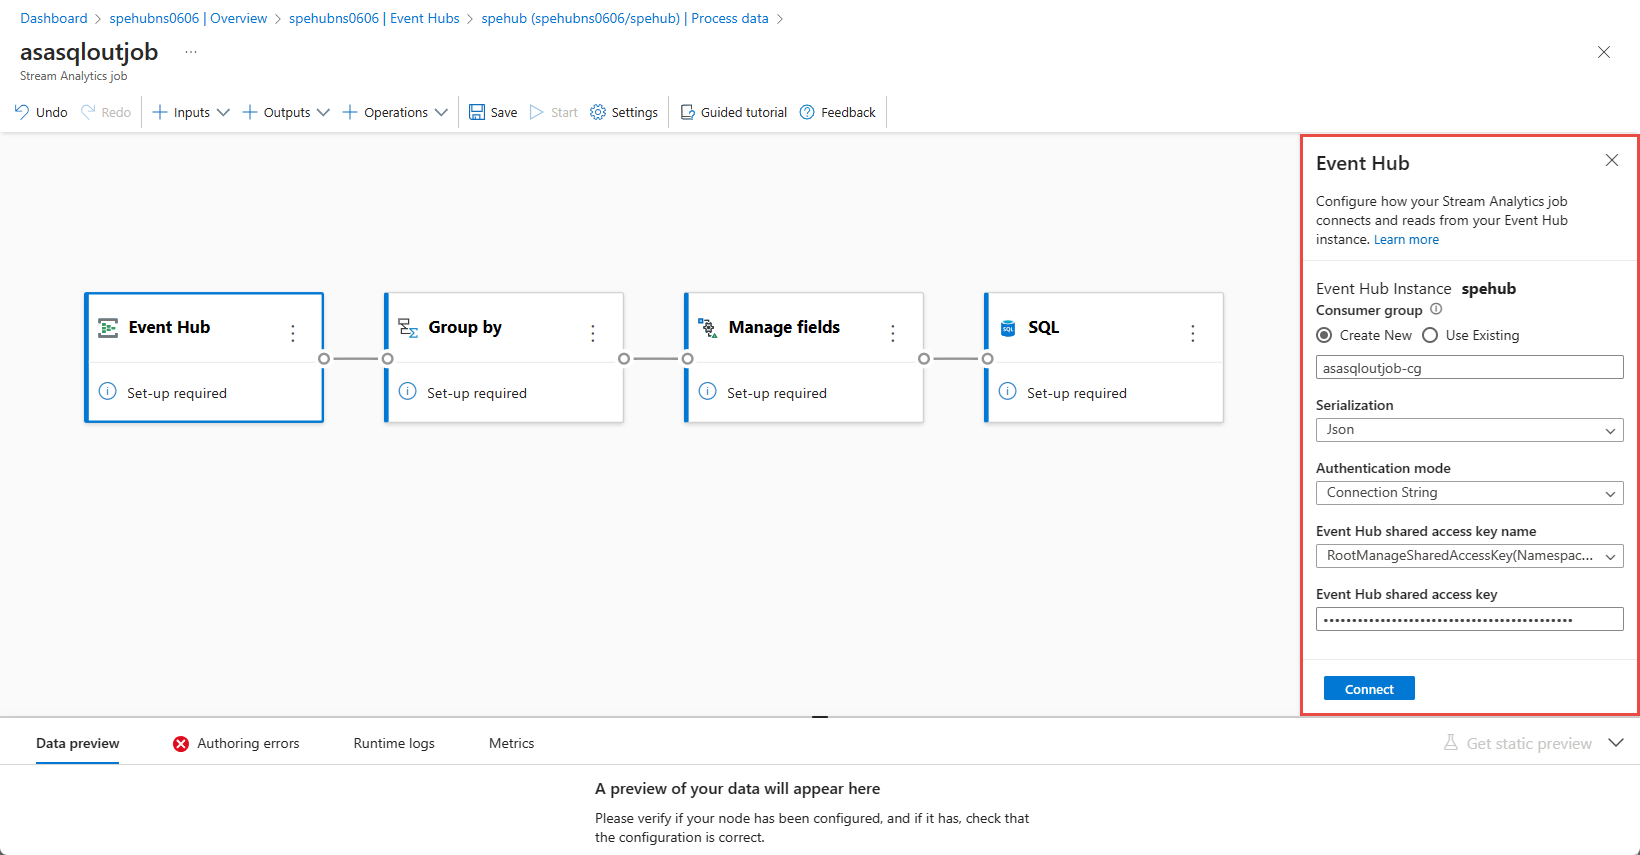 Dashboard > spehubns0606 | Overview > spehubns0606 | Event Hubs > spehub (spehubns0606/spehub) | Process data >
asasqloutjob ...
Stream Analytics job
Undo Redo Inputs Outputs Operations Save Start Settings Guided tutorial Feedback
Event Hub
Set-up required
Group by
Set-up required
Manage fields
Set-up required
SQL
SQL
Set-up required
Event Hub
Configure how your Stream Analytics job
connects and reads from your Event Hub
instance. Learn more
Event Hub Instance spehub
Consumer group
Create New Use Existing
asasqloutjob-cg
Serialization
Json
Authentication mode
Connection String
Event Hub shared access key name
RootManageSharedAccessKey(Namespac...
Event Hub shared access key
••••••••••••••••••••••••••••••••••••••••••••
Connect
Data preview Authoring errors Runtime logs Metrics Get static preview
A preview of your data will appear here
Please verify if your node has been configured, and if it has, check that
the configuration is correct.